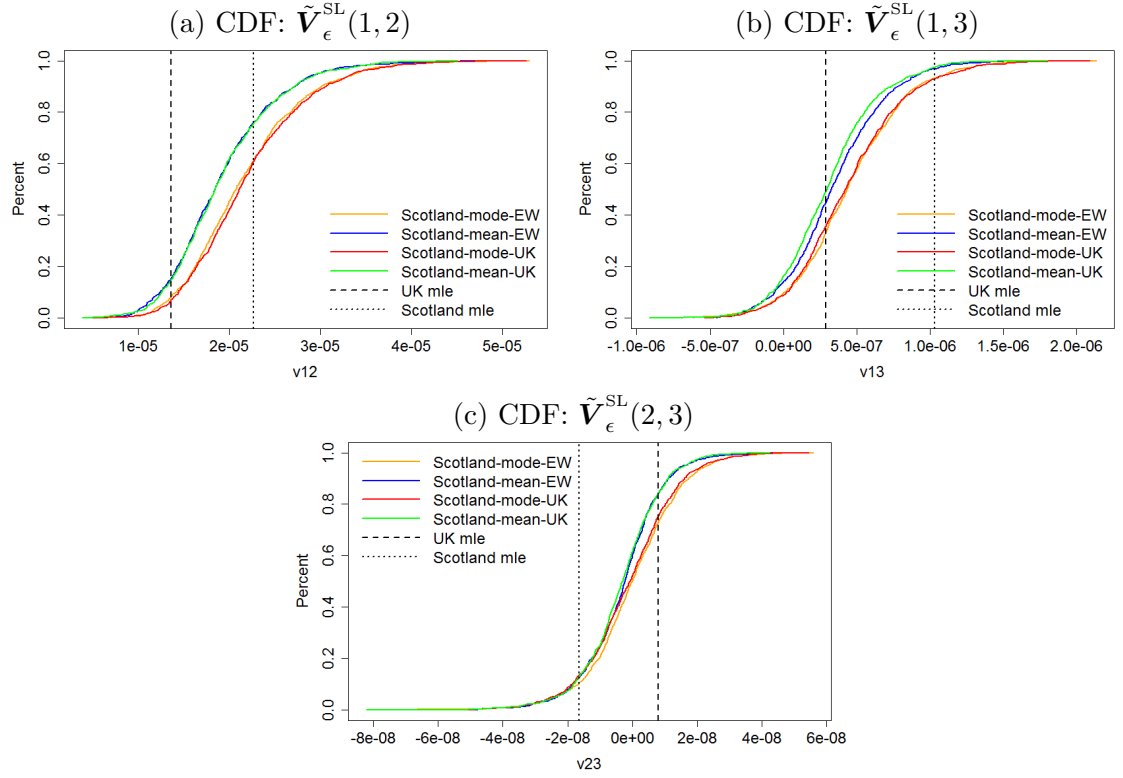 (a) CDF: Ṽ_ϵ^SL(1, 2)
Percent
1.0
0.8
0.6
0.4
0.2
0.0
Scotland-mode-EW
Scotland-mean-EW
Scotland-mode-UK
Scotland-mean-UK
UK mle
Scotland mle
1e-05 2e-05 3e-05 4e-05 5e-05
v12
(b) CDF: Ṽ_ϵ^SL(1, 3)
Percent
1.0
0.8
0.6
0.4
0.2
0.0
Scotland-mode-EW
Scotland-mean-EW
Scotland-mode-UK
Scotland-mean-UK
UK mle
Scotland mle
-1.0e-06 -5.0e-07 0.0e+00 5.0e-07 1.0e-06 1.5e-06 2.0e-06
v13
(c) CDF: Ṽ_ϵ^SL(2, 3)
Percent
1.0
0.8
0.6
0.4
0.2
0.0
Scotland-mode-EW
Scotland-mean-EW
Scotland-mode-UK
Scotland-mean-UK
UK mle
Scotland mle
-8e-08 -6e-08 -4e-08 -2e-08 0e+00 2e-08 4e-08 6e-08
v23